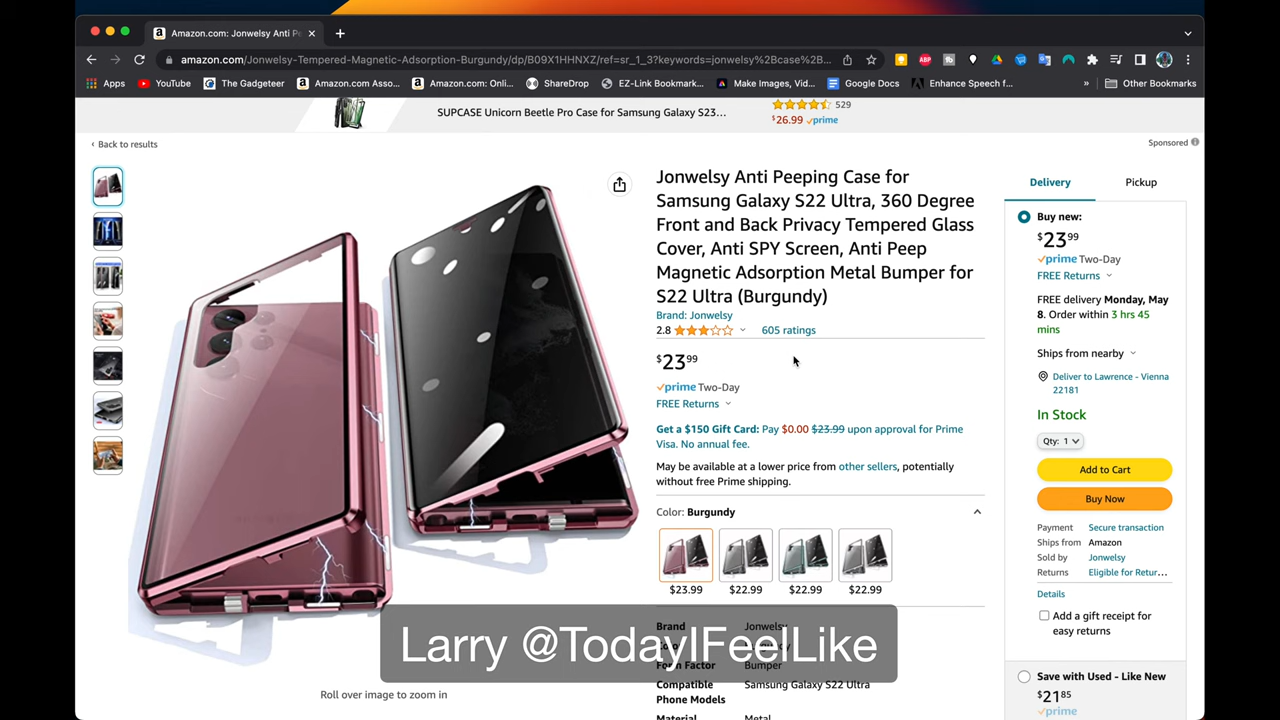 Amazon.com: Jonwelsy Anti P
amazon.com/Jonwelsy-Tempered-Magnetic-Adsorption-Burgundy/dp/B09X1HHNXZ/ref=sr_1_3?keywords=jonwelsy%2Bcase%2B...
Apps YouTube The Gadgeteer Amazon.com Asso... Amazon.com: Onli... ShareDrop EZ-Link Bookmark... Make Images, Vid... Google Docs Enhance Speech f... » Other Bookmarks
SUPCASE Unicorn Beetle Pro Case for Samsung Galaxy S23...
529
$26.99 prime
Sponsored
‹ Back to results
Jonwelsy Anti Peeping Case for
Samsung Galaxy S22 Ultra, 360 Degree
Front and Back Privacy Tempered Glass
Cover, Anti SPY Screen, Anti Peep
Magnetic Adsorption Metal Bumper for
S22 Ultra (Burgundy)
Brand: Jonwelsy
2.8 605 ratings
$23.99
prime Two-Day
FREE Returns
Get a $150 Gift Card: Pay $0.00 $23.99 upon approval for Prime
Visa. No annual fee.
May be available at a lower price from other sellers, potentially
without free Prime shipping.
Color: Burgundy
$23.99 $22.99 $22.99 $22.99
Brand Jonwelsy
Form Factor Bumper
Compatible Samsung Galaxy S22 Ultra
Phone Models
Material Metal
Roll over image to zoom in
Delivery Pickup
Buy new:
$23.99
prime Two-Day
FREE Returns
FREE delivery Monday, May
8. Order within 3 hrs 45
mins
Ships from nearby
Deliver to Lawrence - Vienna
22181
In Stock
Qty: 1
Add to Cart
Buy Now
Payment Secure transaction
Ships from Amazon
Sold by Jonwelsy
Returns Eligible for Retur...
Details
Add a gift receipt for
easy returns
Save with Used - Like New
$21.85
prime
Larry @TodayIFeelLike